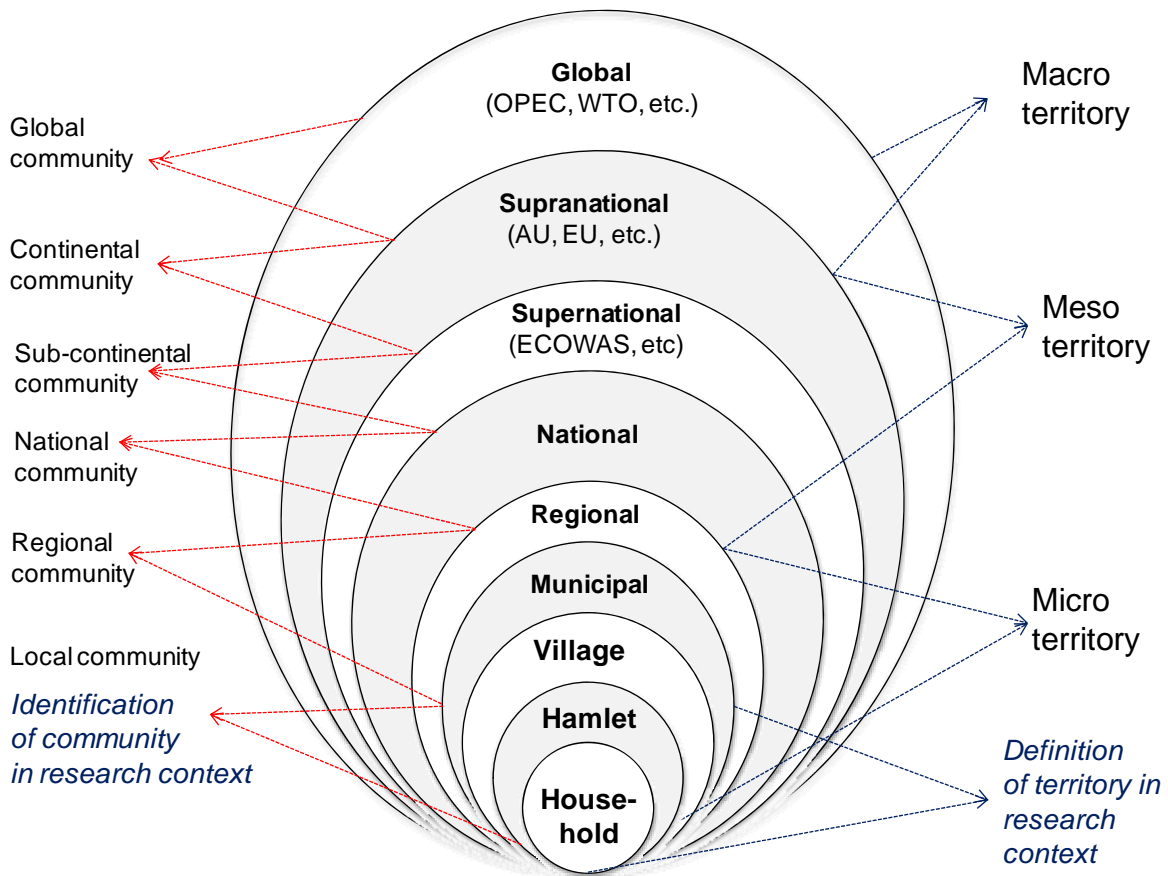 Global
(OPEC, WTO, etc.)
Supranational
(AU, EU, etc.)
Supernational
(ECOWAS, etc)
National
Regional
Municipal
Village
Hamlet
House-
hold
Global
community
Continental
community
Sub-continental
community
National
community
Regional
community
Local community
Identification
of community
in research context
Macro
territory
Meso
territory
Micro
territory
Definition
of territory in
research
context